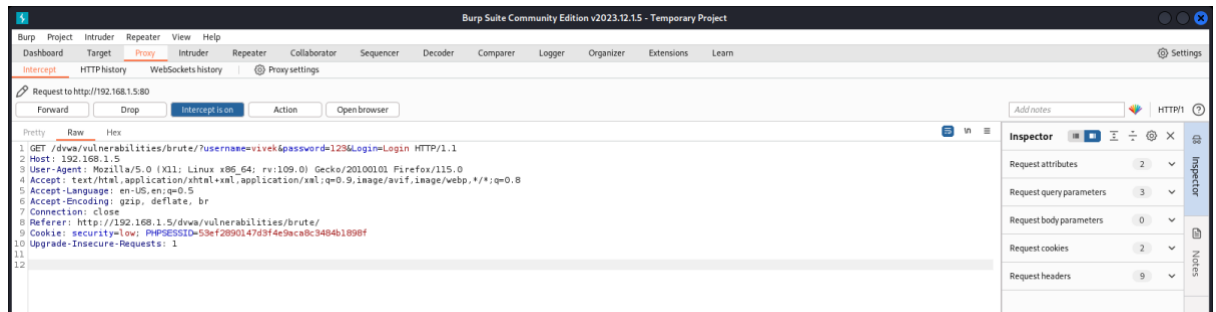 Burp Suite Community Edition v2023.12.1.5 - Temporary Project
Burp Project Intruder Repeater View Help
Dashboard Target Proxy Intruder Repeater Collaborator Sequencer Decoder Comparer Logger Organizer Extensions Learn Settings
Intercept HTTP history WebSockets history Proxy settings
Request to http://192.168.1.5:80
Forward Drop Intercept is on Action Open browser Add notes HTTP/1
Pretty Raw Hex \n Inspector
1 GET /dvwa/vulnerabilities/brute/?username=vivek&password=123&Login=Login HTTP/1.1
2 Host: 192.168.1.5
3 User-Agent: Mozilla/5.0 (X11; Linux x86_64; rv:109.0) Gecko/20100101 Firefox/115.0
4 Accept: text/html,application/xhtml+xml,application/xml;q=0.9,image/avif,image/webp,*/*;q=0.8
5 Accept-Language: en-US,en;q=0.5
6 Accept-Encoding: gzip, deflate, br
7 Connection: close
8 Referer: http://192.168.1.5/dvwa/vulnerabilities/brute/
9 Cookie: security=low; PHPSESSID=53ef2890147d3f4e9aca8c3484b1898f
10 Upgrade-Insecure-Requests: 1
11
12
Request attributes 2
Request query parameters 3
Request body parameters 0
Request cookies 2
Request headers 9
Inspector
Notes